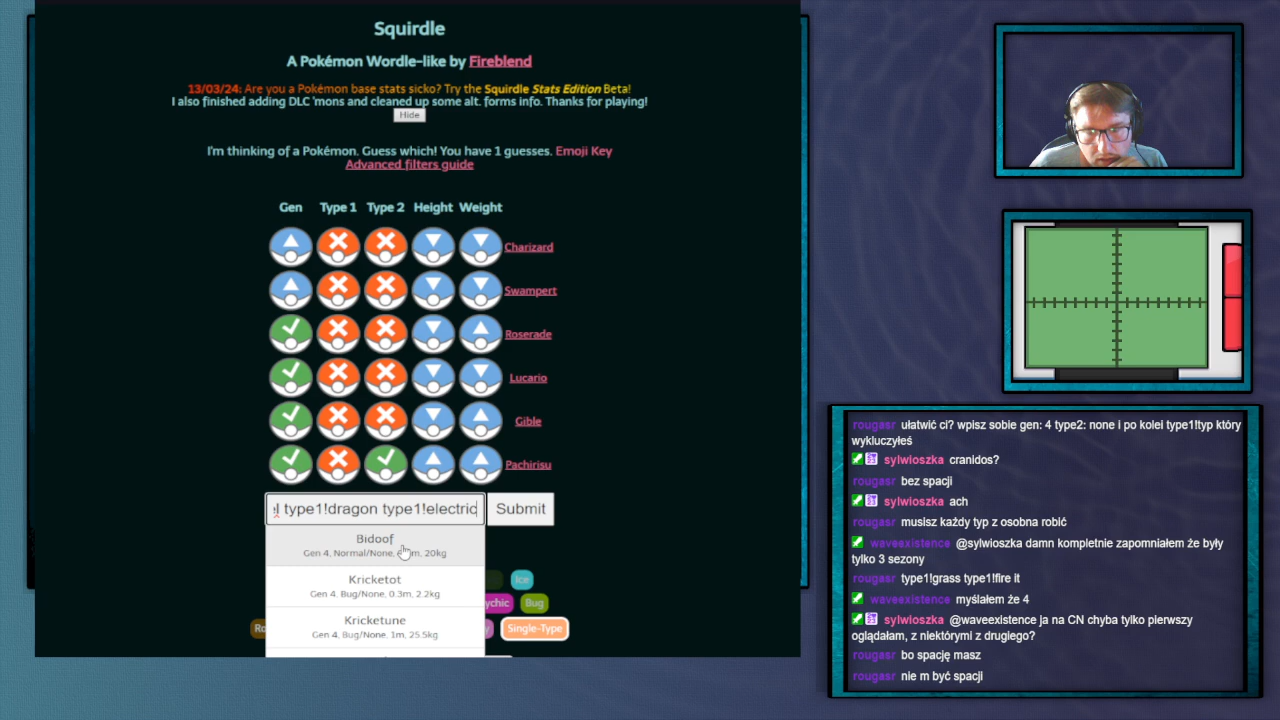 Squirdle
A Pokémon Wordle-like by Fireblend
13/03/24: Are you a Pokémon base stats sicko? Try the Squirdle Stats Edition Beta!
I also finished adding DLC 'mons and cleaned up some alt. forms info. Thanks for playing!
Hide
I'm thinking of a Pokémon. Guess which! You have 1 guesses. Emoji Key
Advanced filters guide
Gen Type 1 Type 2 Height Weight
Charizard
Swampert
Roserade
Lucario
Gible
Pachirisu
type1!dragon type1!electric Submit
Bidoof
Gen 4, Normal/None, 20kg
Kricketot
Gen 4, Bug/None, 0.3m, 2.2kg
Kricketune
Gen 4, Bug/None, 1m, 25.5kg
Ice
Bug
Single-Type
rougasr ułatwić ci? wpisz sobie gen: 4 type2: none i po kolei type1!typ który
wykluczyłeś
sylwioszka cranidos?
rougasr bez spacji
sylwioszka ach
rougasr musisz każdy typ z osobna robić
waveexistence @sylwioszka damn kompletnie zapomniałem że były
tylko 3 sezony
rougasr type1!grass type1!fire it
waveexistence myślałem że 4
sylwioszka @waveexistence ja na CN chyba tylko pierwszy
oglądałam, z niektórymi z drugiego?
rougasr bo spację masz
rougasr nie m być spacji